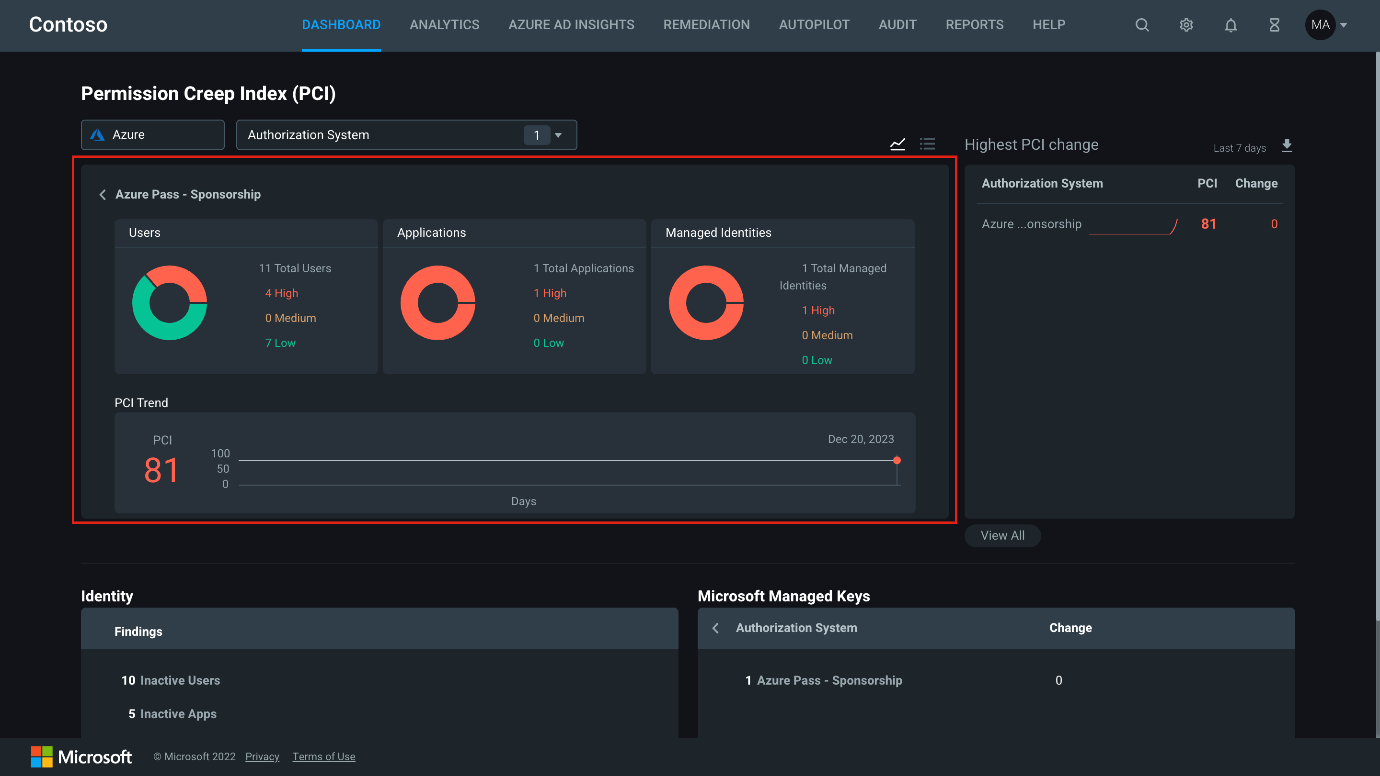 Contoso
DASHBOARD ANALYTICS AZURE AD INSIGHTS REMEDIATION AUTOPILOT AUDIT REPORTS HELP
MA
Permission Creep Index (PCI)
Azure
Authorization System 1
Azure Pass - Sponsorship
Users
11 Total Users
4 High
0 Medium
7 Low
Applications
1 Total Applications
1 High
0 Medium
0 Low
Managed Identities
1 Total Managed
Identities
1 High
0 Medium
0 Low
PCI Trend
PCI
81
Dec 20, 2023
100
50
0
Days
Highest PCI change
Last 7 days
Authorization System PCI Change
Azure ...onsorship 81 0
View All
Identity
Findings
10 Inactive Users
5 Inactive Apps
Microsoft Managed Keys
Authorization System Change
1 Azure Pass - Sponsorship 0
Microsoft © Microsoft 2022 Privacy Terms of Use